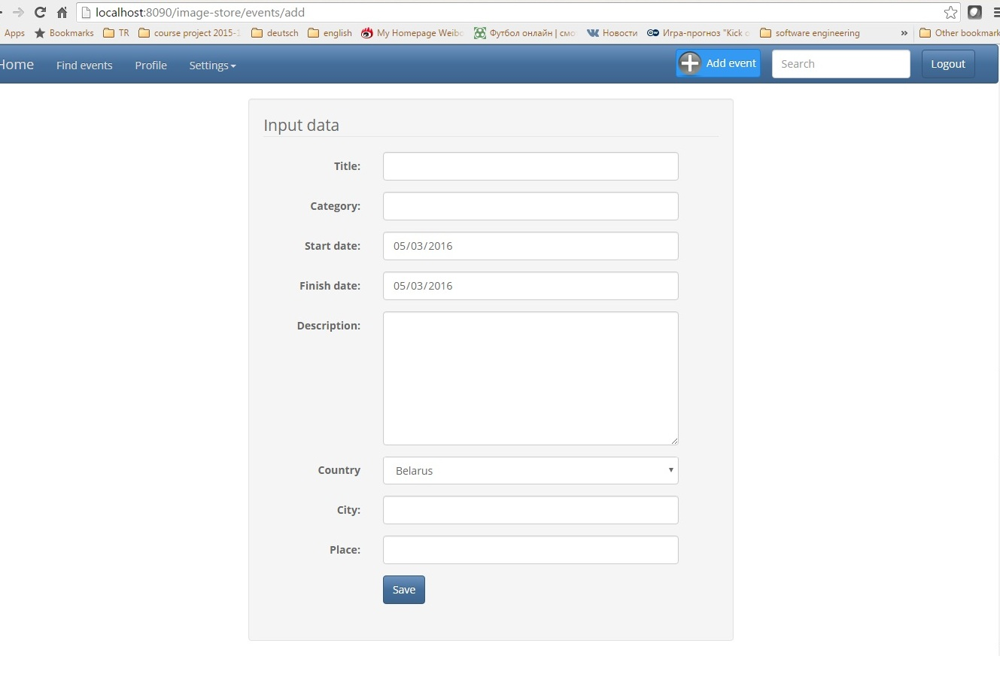 localhost:8090/image-store/events/add
Apps Bookmarks TR course project 2015- deutsch english My Homepage Weibo Футбол онлайн | смо Новости Игра-прогноз "Kick o software engineering » Other bookmark
Home Find events Profile Settings Add event Search Logout
Input data
Title:
Category:
Start date: 05/03/2016
Finish date: 05/03/2016
Description:
Country Belarus
City:
Place:
Save